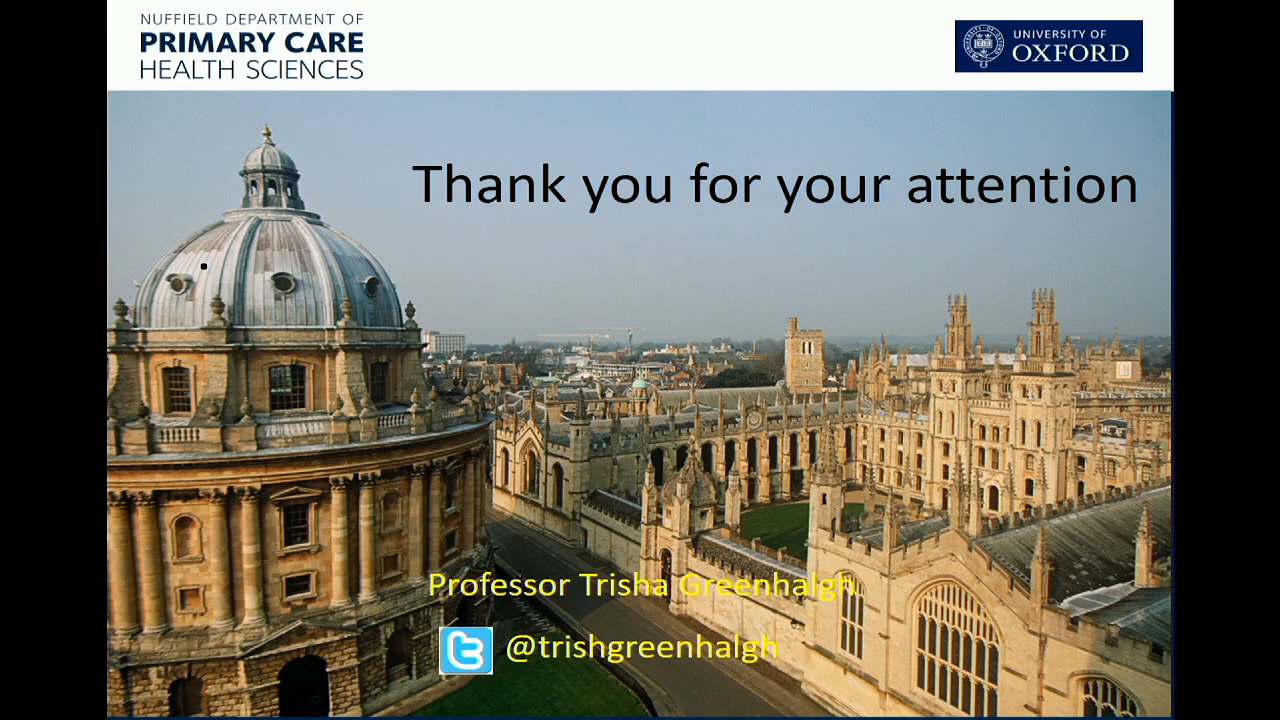 NUFFIELD DEPARTMENT OF
PRIMARY CARE
HEALTH SCIENCES
UNIVERSITY OF
OXFORD
Thank you for your attention
Professor Trisha Greenhalgh
@trishgreenhalgh